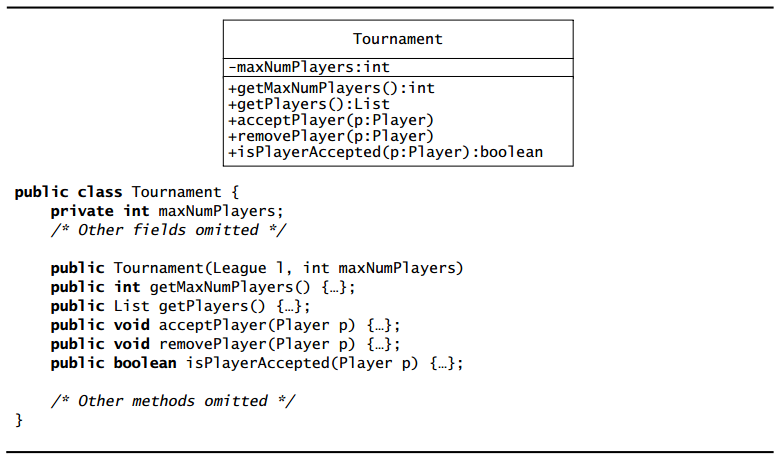 Tournament
-maxNumPlayers:int
+getMaxNumPlayers():int
+getPlayers():List
+acceptPlayer(p:Player)
+removePlayer(p:Player)
+isPlayerAccepted(p:Player):boolean
public class Tournament {
    private int maxNumPlayers;
    /* Other fields omitted */

    public Tournament(League l, int maxNumPlayers)
    public int getMaxNumPlayers() {…};
    public List getPlayers() {…};
    public void acceptPlayer(Player p) {…};
    public void removePlayer(Player p) {…};
    public boolean isPlayerAccepted(Player p) {…};

    /* Other methods omitted */
}